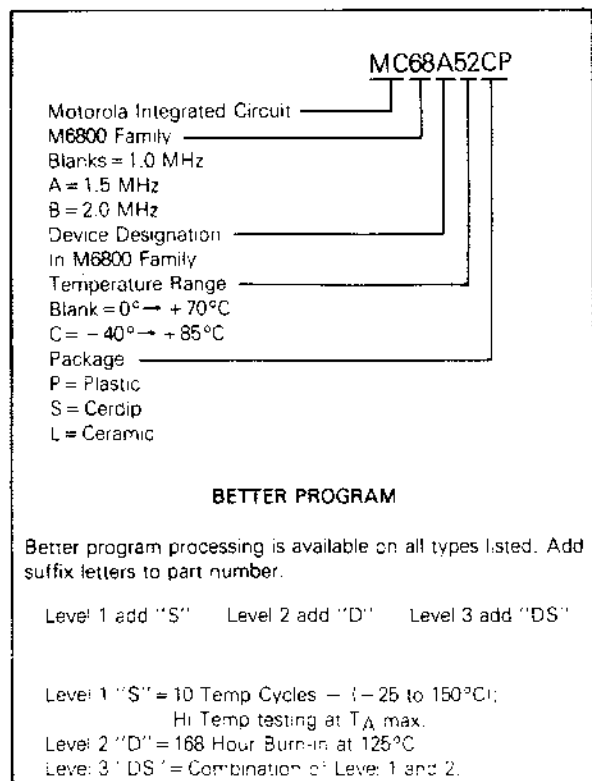 MC68A52CP
Motorola Integrated Circuit
M6800 Family
Blanks = 1.0 MHz
A = 1.5 MHz
B = 2.0 MHz
Device Designation
In M6800 Family
Temperature Range
Blank = 0° → +70°C
C = −40° → +85°C
Package
P = Plastic
S = Cerdip
L = Ceramic
BETTER PROGRAM
Better program processing is available on all types listed. Add
suffix letters to part number.
Level 1 add "S" Level 2 add "D" Level 3 add "DS"
Level 1 "S" = 10 Temp Cycles — (−25 to 150°C);
Hi Temp testing at TA max.
Level 2 "D" = 168 Hour Burn-in at 125°C
Level 3 "DS" = Combination of Level 1 and 2.